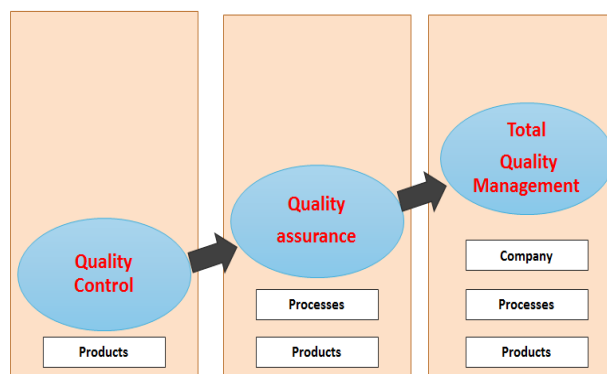 Quality
Control
Products
Quality
assurance
Processes
Products
Total
Quality
Management
Company
Processes
Products